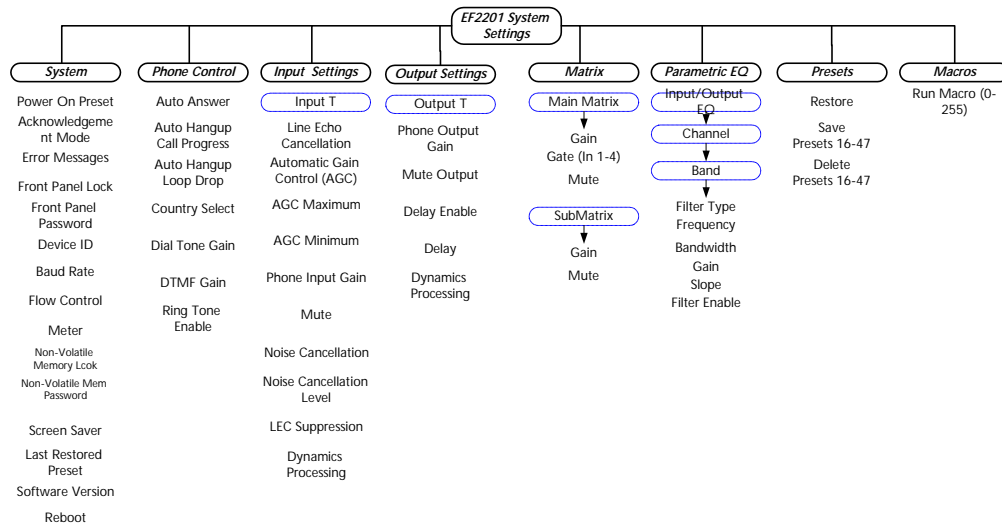 EF2201 System
Settings
System
Power On Preset
Acknowledgeme
nt Mode
Error Messages
Front Panel Lock
Front Panel
Password
Device ID
Baud Rate
Flow Control
Meter
Non-Volatile
Memory Lcok
Non-Volatile Mem
Password
Screen Saver
Last Restored
Preset
Software Version
Reboot
Phone Control
Auto Answer
Auto Hangup
Call Progress
Auto Hangup
Loop Drop
Country Select
Dial Tone Gain
DTMF Gain
Ring Tone
Enable
Input Settings
Input T
Line Echo
Cancellation
Automatic Gain
Control (AGC)
AGC Maximum
AGC Minimum
Phone Input Gain
Mute
Noise Cancellation
Noise Cancellation
Level
LEC Suppression
Dynamics
Processing
Output Settings
Output T
Phone Output
Gain
Mute Output
Delay Enable
Delay
Dynamics
Processing
Matrix
Main Matrix
Gain
Gate (In 1-4)
Mute
SubMatrix
Gain
Mute
Parametric EQ
Input/Output
EQ
Channel
Band
Filter Type
Frequency
Bandwidth
Gain
Slope
Filter Enable
Presets
Restore
Save
Presets 16-47
Delete
Presets 16-47
Macros
Run Macro (0-
255)